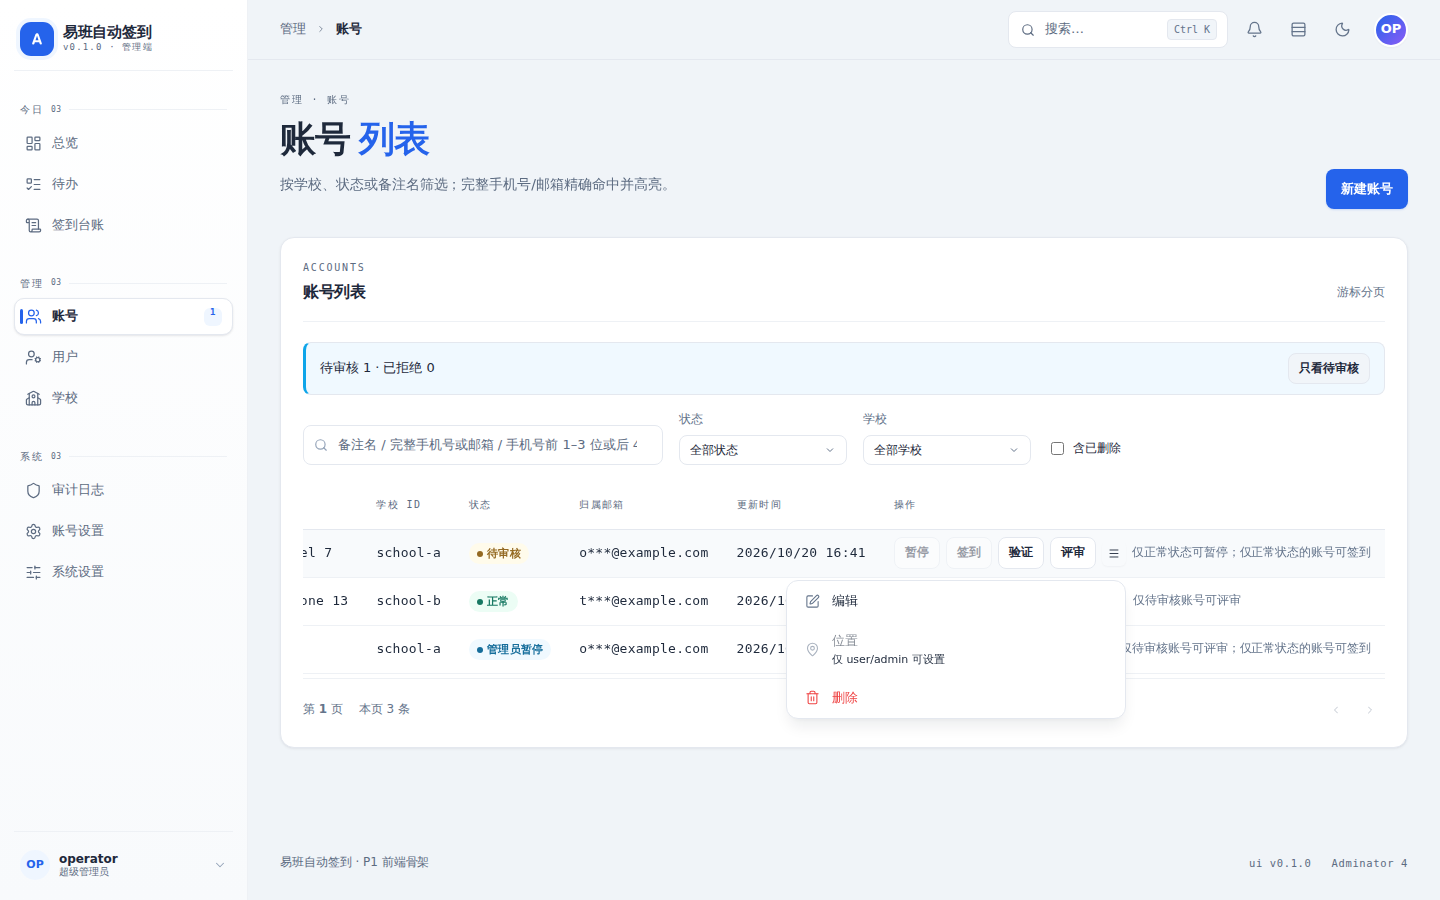 A
易班自动签到
v0.1.0 · 管理端
今日 03
总览
待办
签到台账
管理 03
账号 1
用户
学校
系统 03
审计日志
账号设置
系统设置
OP
operator
超级管理员
管理 › 账号
搜索... Ctrl K
OP
管理 · 账号
账号 列表
按学校、状态或备注名筛选；完整手机号/邮箱精确命中并高亮。
新建账号
ACCOUNTS
账号列表
游标分页
待审核 1 · 已拒绝 0
只看待审核
状态 学校
备注名 / 完整手机号或邮箱 / 手机号前 1–3 位或后
全部状态 全部学校 含已删除
学校 ID 状态 归属邮箱 更新时间 操作
el 7 school-a 待审核 o***@example.com 2026/10/20 16:41 暂停 签到 验证 评审 仅正常状态可暂停；仅正常状态的账号可签到
one 13 school-b 正常 t***@example.com 2026/1 仅待审核账号可评审
school-a 管理员暂停 o***@example.com 2026/1 仅待审核账号可评审；仅正常状态的账号可签到
编辑
位置
仅 user/admin 可设置
删除
第 1 页 本页 3 条
易班自动签到 · P1 前端骨架
ui v0.1.0 Adminator 4